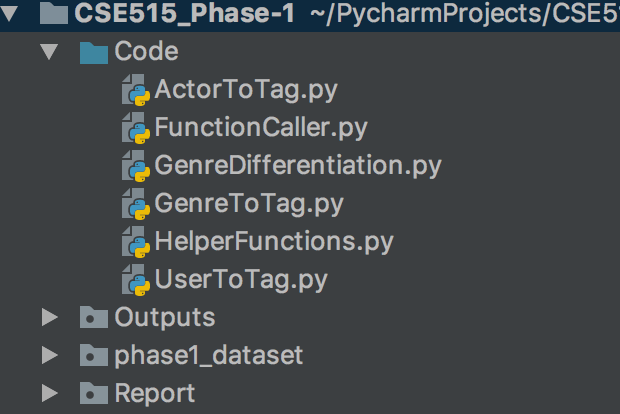 CSE515_Phase-1 ~/PycharmProjects/CSE51
Code
ActorToTag.py
FunctionCaller.py
GenreDifferentiation.py
GenreToTag.py
HelperFunctions.py
UserToTag.py
Outputs
phase1_dataset
Report